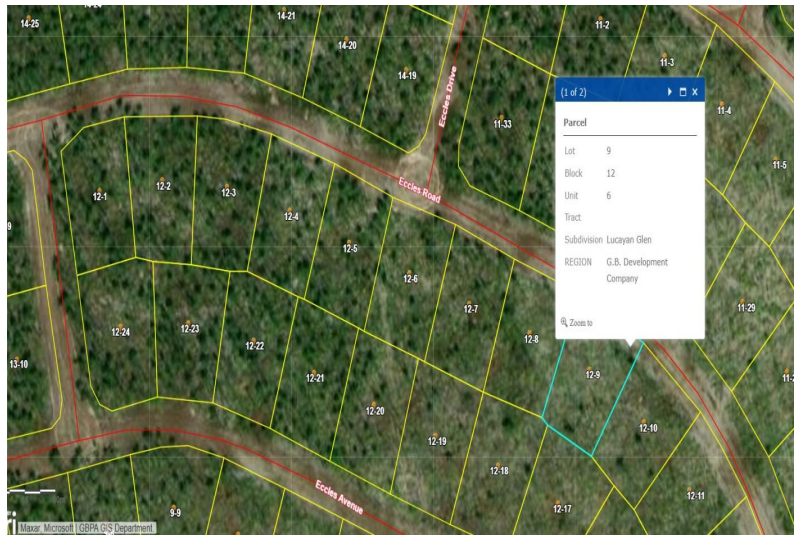 14-25
14-21
14-20
14-19
Eccles Drive
11-2
11-3
11-4
11-5
11-33
(1 of 2)
Parcel
Lot 9
Block 12
Unit 6
Tract
Subdivision Lucayan Glen
REGION G.B. Development
Company
Zoom to
Eccles Road
12-1
12-2
12-3
12-4
12-5
12-6
12-7
12-8
12-9
12-10
12-11
11-29
12-24
12-23
12-22
12-21
12-20
12-19
12-18
12-17
13-10
9-9
Eccles Avenue
Maxar, Microsoft | GBPA GIS Department